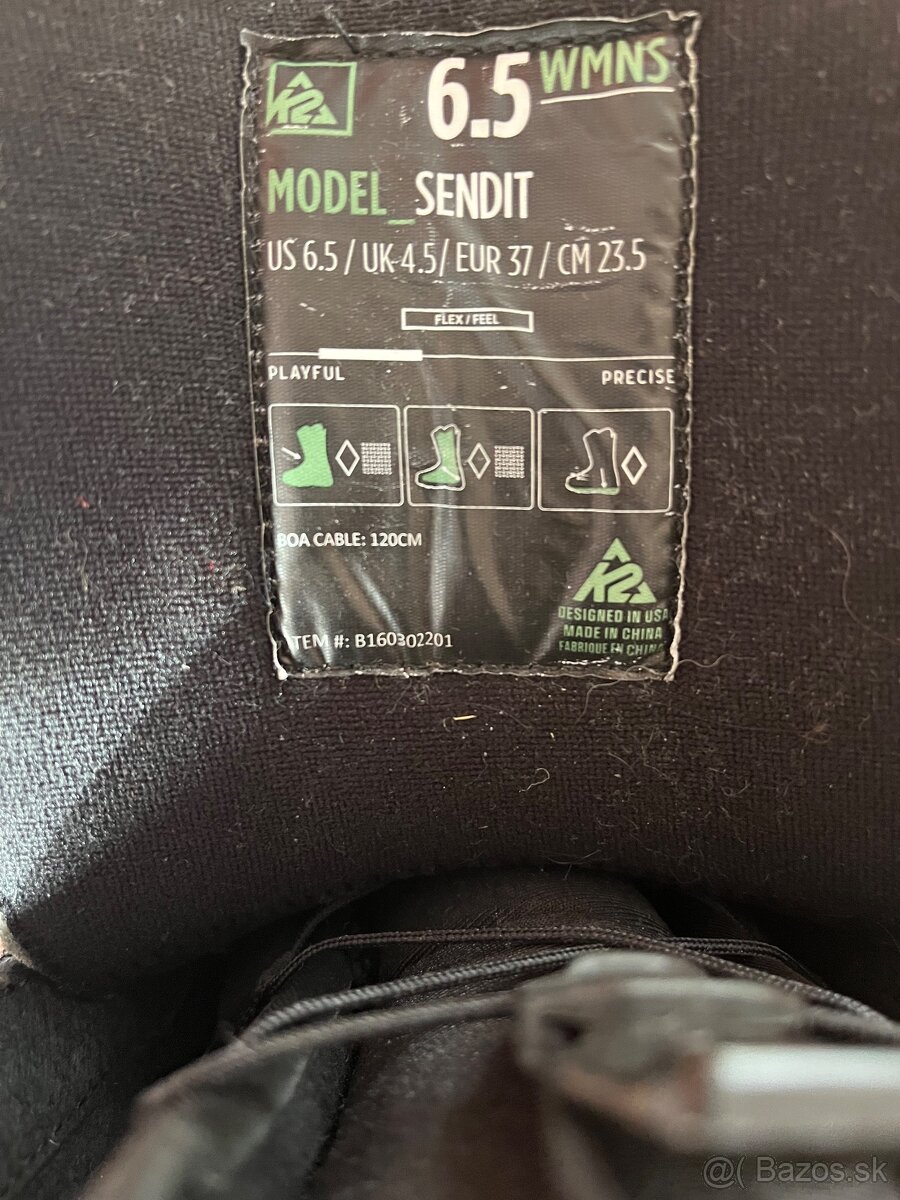 K2
6.5 WMNS
MODEL_SENDIT
US 6.5 / UK 4.5 / EUR 37 / CM 23.5
FLEX / FEEL
PLAYFUL
PRECISE
BOA CABLE: 120CM
K2
DESIGNED IN USA
MADE IN CHINA
FABRIQUE EN CHINA
ITEM #: B160302201
@( Bazos.sk